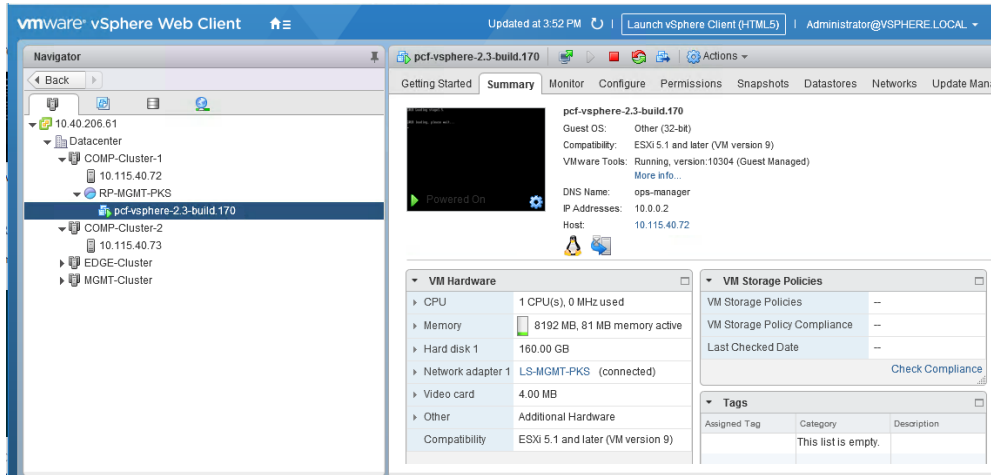 vmware® vSphere Web Client
Updated at 3:52 PM | Launch vSphere Client (HTML5) | Administrator@VSPHERE.LOCAL
Navigator
Back
10.40.206.61
Datacenter
COMP-Cluster-1
10.115.40.72
RP-MGMT-PKS
pcf-vsphere-2.3-build.170
COMP-Cluster-2
10.115.40.73
EDGE-Cluster
MGMT-Cluster
pcf-vsphere-2.3-build.170 Actions
Getting Started Summary Monitor Configure Permissions Snapshots Datastores Networks Update Man
Powered On
pcf-vsphere-2.3-build.170
Guest OS: Other (32-bit)
Compatibility: ESXi 5.1 and later (VM version 9)
VMware Tools: Running, version:10304 (Guest Managed)
More info...
DNS Name: ops-manager
IP Addresses: 10.0.0.2
Host: 10.115.40.72
VM Hardware
CPU 1 CPU(s), 0 MHz used
Memory 8192 MB, 81 MB memory active
Hard disk 1 160.00 GB
Network adapter 1 LS-MGMT-PKS (connected)
Video card 4.00 MB
Other Additional Hardware
Compatibility ESXi 5.1 and later (VM version 9)
VM Storage Policies
VM Storage Policies --
VM Storage Policy Compliance --
Last Checked Date --
Check Compliance
Tags
Assigned Tag Category Description
This list is empty.